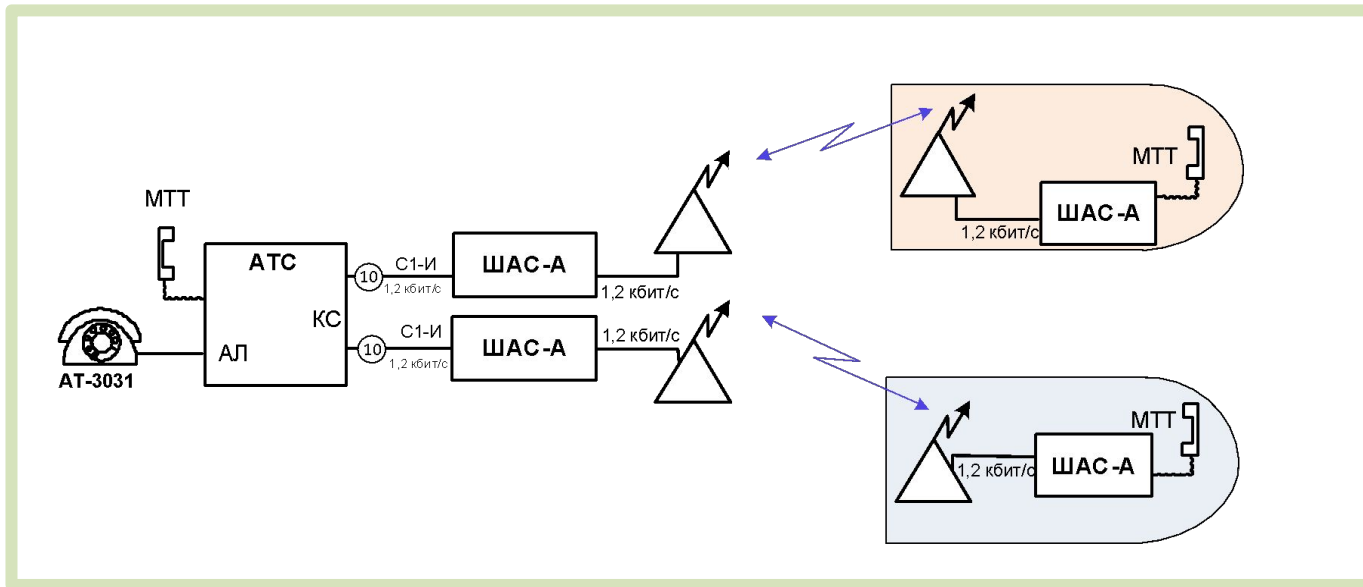 МТТ
АТС
КС
АЛ
АТ-3031
10
С1-И
1,2 кбит/с
ШАС-А
1,2 кбит/с
10
С1-И
1,2 кбит/с
ШАС-А
1,2 кбит/с
МТТ
ШАС-А
1,2 кбит/с
МТТ
ШАС-А
1,2 кбит/с